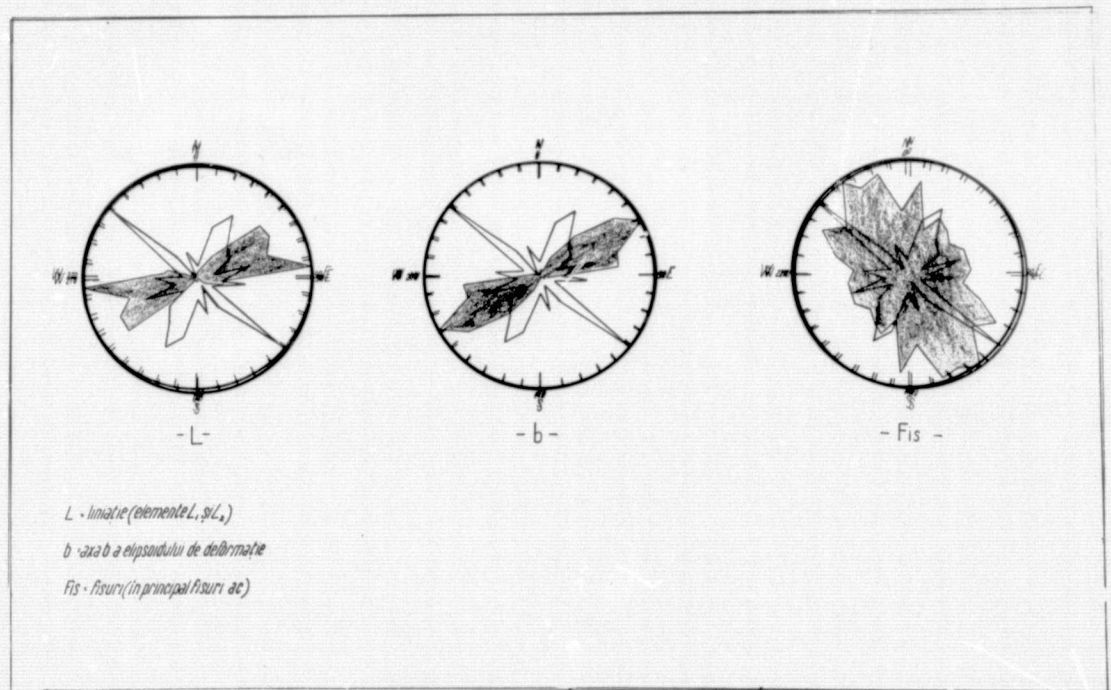 N
N
N
E
E
S
S
S
- L -
- b -
- Fis -
L - liniație (elemente L₁ și L₂)
b - axa b a elipsoidului de deformație
Fis - fisuri (în principal fisuri ac)